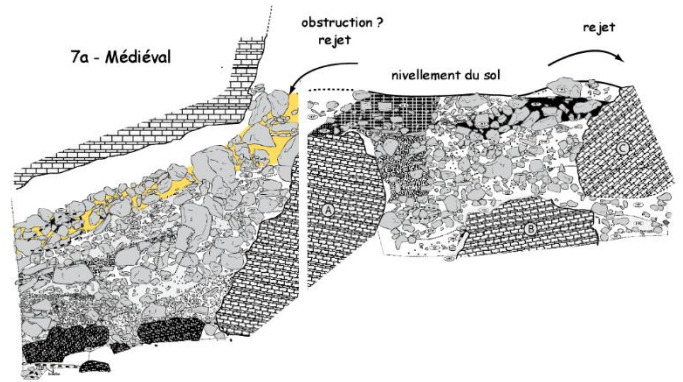 obstruction ?
rejet
rejet
7a - Médiéval
nivellement du sol
A
B
C